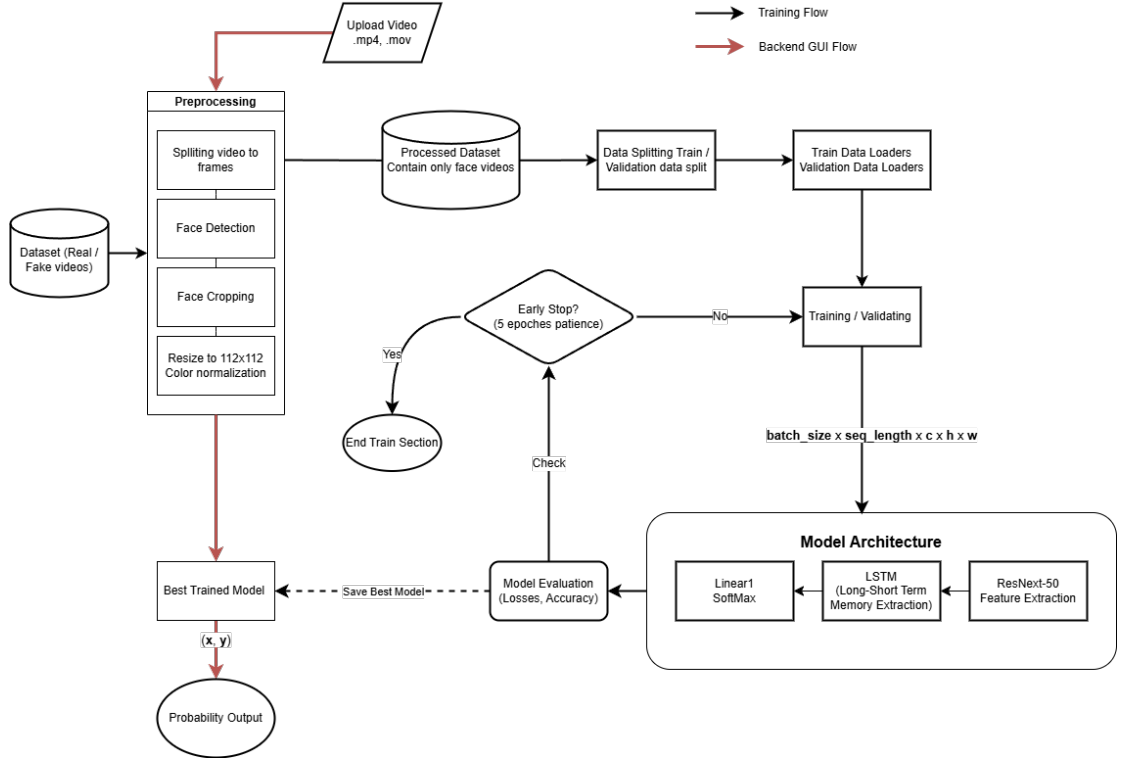 Upload Video
.mp4, .mov
Training Flow
Backend GUI Flow
Preprocessing
Splliting video to
frames
Face Detection
Face Cropping
Resize to 112x112
Color normalization
Dataset (Real /
Fake videos)
Processed Dataset
Contain only face videos
Data Splitting Train /
Validation data split
Train Data Loaders
Validation Data Loaders
Early Stop?
(5 epoches patience)
No
Training / Validating
Yes
End Train Section
batch_size x seq_length x c x h x w
Check
Model Architecture
Linear1
SoftMax
LSTM
(Long-Short Term
Memory Extraction)
ResNext-50
Feature Extraction
Model Evaluation
(Losses, Accuracy)
Save Best Model
Best Trained Model
(x, y)
Probability Output